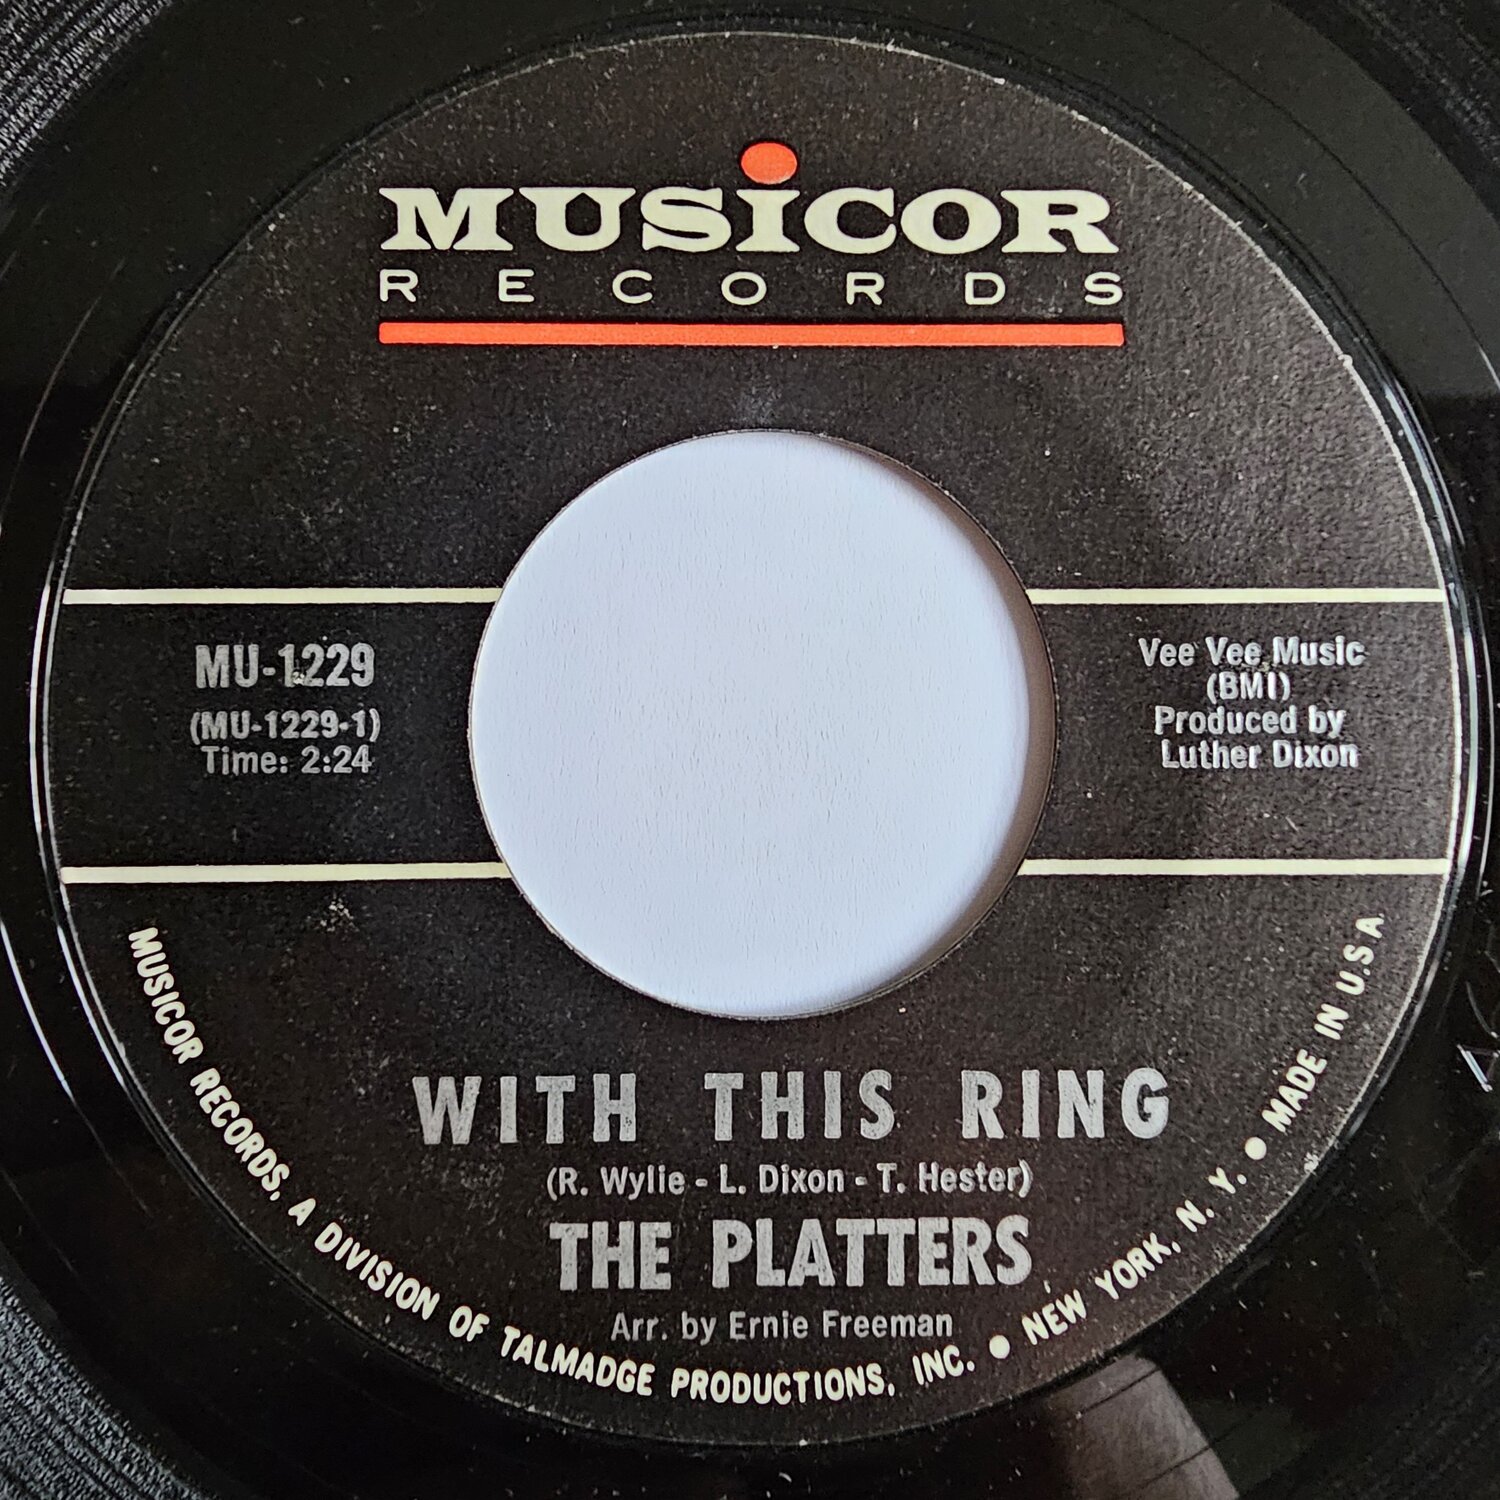 MUSiCOR
RECORDS
MU-1229
(MU-1229-1)
Time: 2:24
Vee Vee Music
(BMI)
Produced by
Luther Dixon
WITH THIS RING
(R. Wylie - L. Dixon - T. Hester)
THE PLATTERS
Arr. by Ernie Freeman
MUSICOR RECORDS, A DIVISION OF TALMADGE PRODUCTIONS, INC. ● NEW YORK, N. Y. ● MADE IN U.S.A.